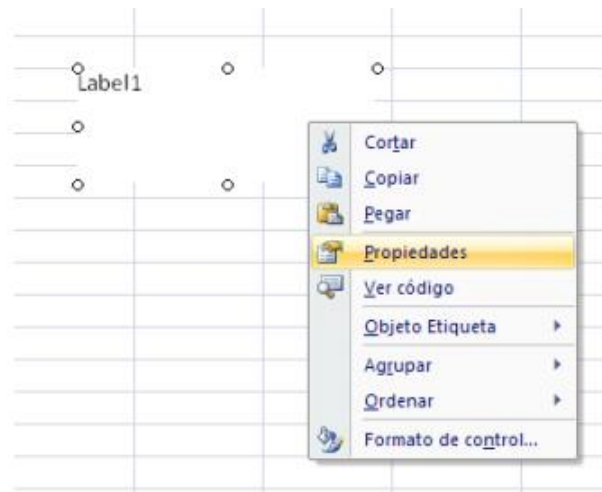 Label1
Cortar
Copiar
Pegar
Propiedades
Ver código
Objeto Etiqueta
Agrupar
Ordenar
Formato de control...